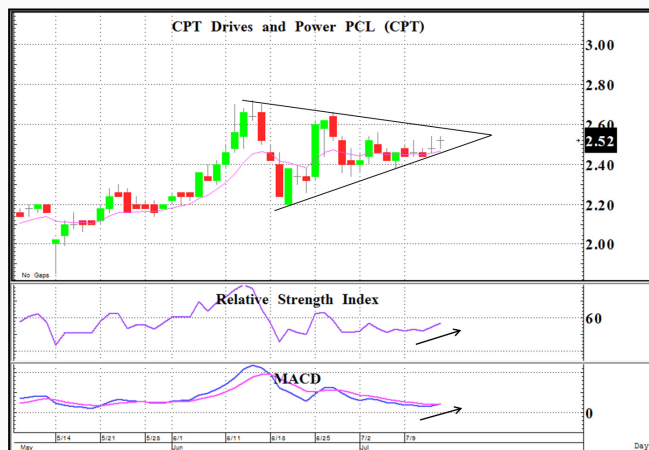 CPT Drives and Power PCL (CPT)
3.00
2.80
2.60
2.52
2.40
2.20
2.00
No Gaps
Relative Strength Index
60
MACD
0
5/14 5/21 5/28 6/1 6/11 6/18 6/25 7/2 7/9
May Jun Jul Day